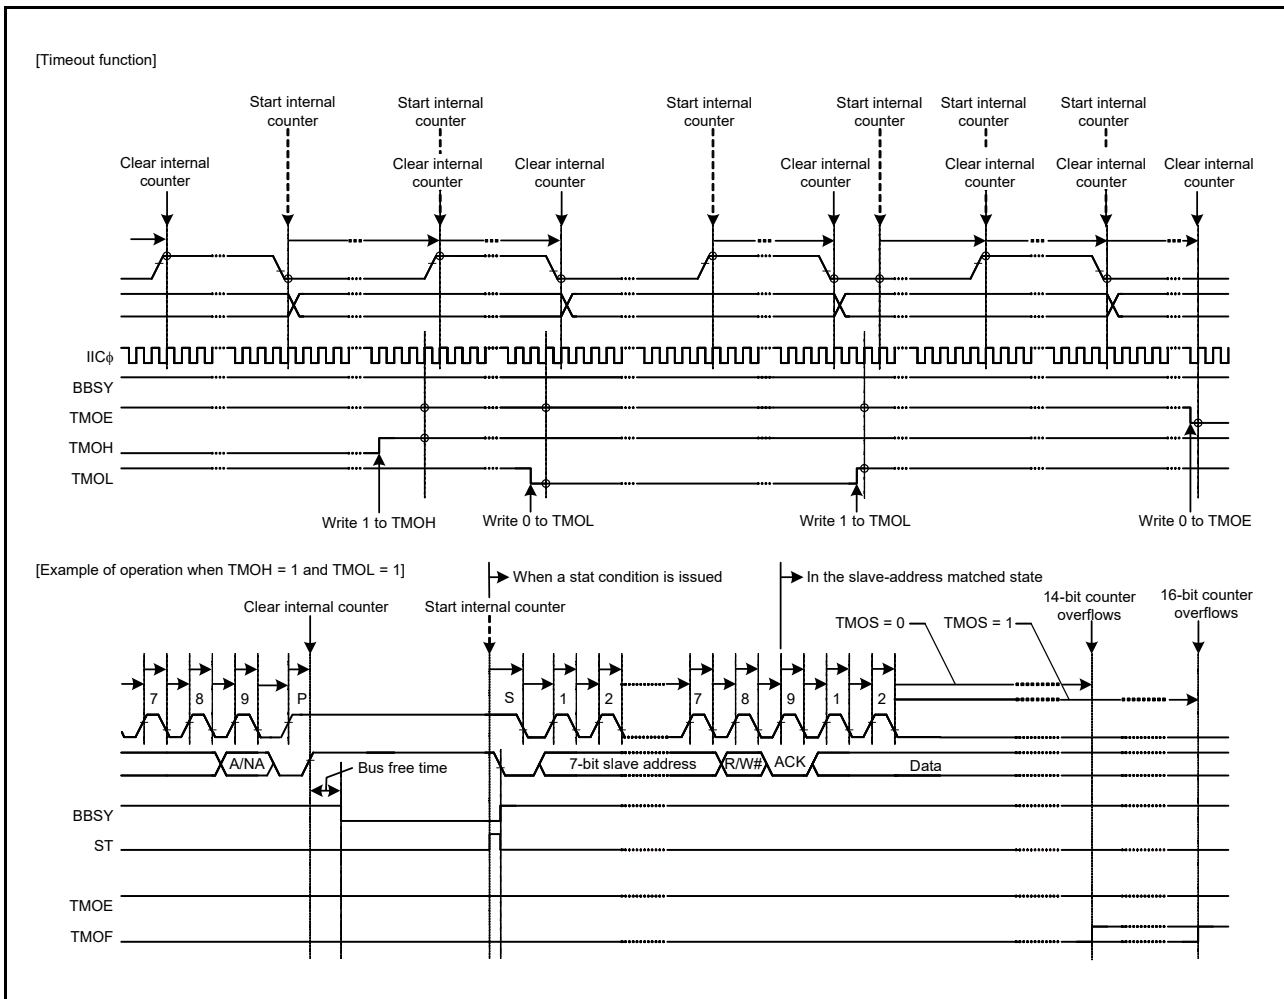 [Timeout function]
Start internal
counter
Start internal
counter
Start internal
counter
Start internal
counter
Start internal
counter
Start internal
counter
Clear internal
counter
Clear internal
counter
Clear internal
counter
Clear internal
counter
Clear internal
counter
Clear internal
counter
Clear internal
counter
IICϕ
BBSY
TMOE
TMOH
TMOL
Write 1 to TMOH
Write 0 to TMOL
Write 1 to TMOL
Write 0 to TMOE
[Example of operation when TMOH = 1 and TMOL = 1]
When a stat condition is issued
In the slave-address matched state
Clear internal counter
Start internal counter
14-bit counter
overflows
16-bit counter
overflows
TMOS = 0
TMOS = 1
7 8 9 P S 1 2 7 8 9 1 2
A/NA
7-bit slave address
R/W#
ACK
Data
Bus free time
BBSY
ST
TMOE
TMOF